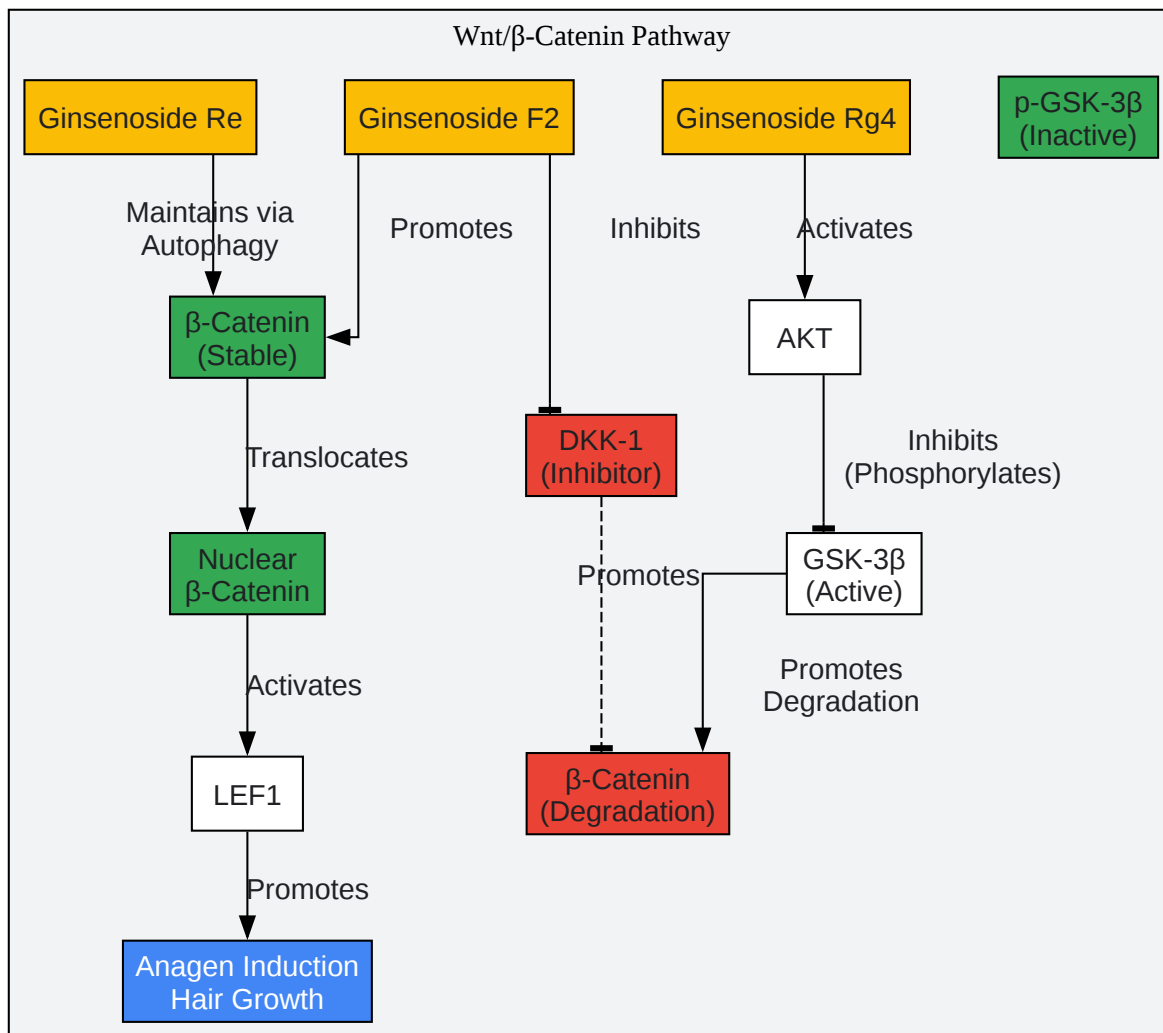 Wnt/β-Catenin Pathway
Ginsenoside Re
Ginsenoside F2
Ginsenoside Rg4
p-GSK-3β
(Inactive)
Maintains via
Autophagy
Promotes
Inhibits
Activates
β-Catenin
(Stable)
AKT
Translocates
DKK-1
(Inhibitor)
Inhibits
(Phosphorylates)
Nuclear
β-Catenin
Promotes
GSK-3β
(Active)
Activates
Promotes
Degradation
LEF1
β-Catenin
(Degradation)
Promotes
Anagen Induction
Hair Growth